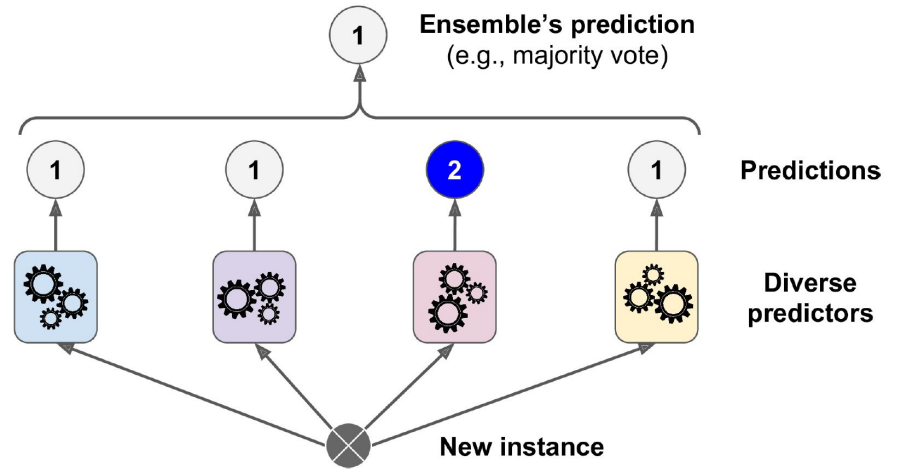 1
Ensemble’s prediction
(e.g., majority vote)
1 1 2 1 Predictions
Diverse
predictors
New instance